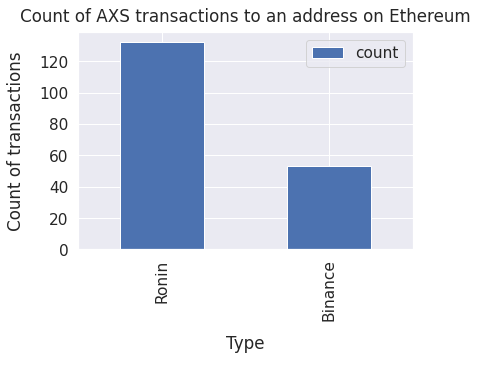 Count of AXS transactions to an address on Ethereum
count
Count of transactions
120
100
80
60
40
20
0
Ronin
Binance
Type